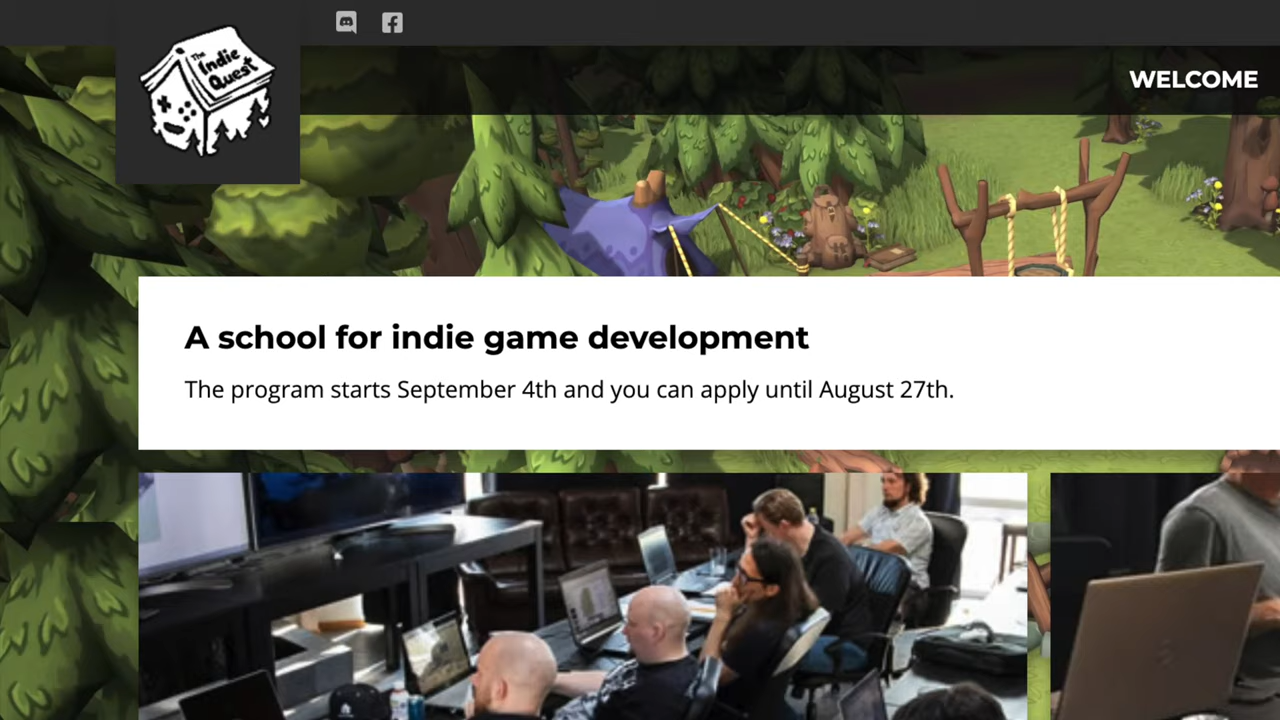 The
Indie
Quest
WELCOME
A school for indie game development
The program starts September 4th and you can apply until August 27th.